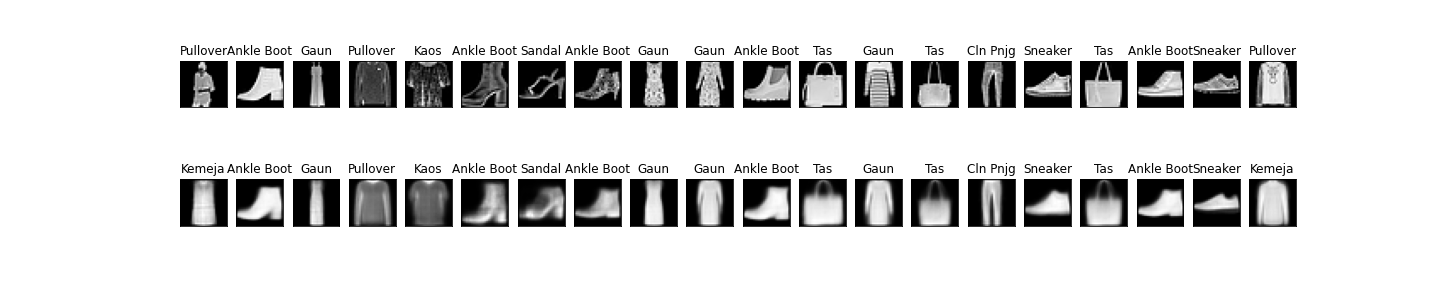 Pullover Ankle Boot Gaun Pullover Kaos Ankle Boot Sandal Ankle Boot Gaun Gaun Ankle Boot Tas Gaun Tas Cln Pnjg Sneaker Tas Ankle Boot Sneaker Pullover
Kemeja Ankle Boot Gaun Pullover Kaos Ankle Boot Sandal Ankle Boot Gaun Gaun Ankle Boot Tas Gaun Tas Cln Pnjg Sneaker Tas Ankle Boot Sneaker Kemeja